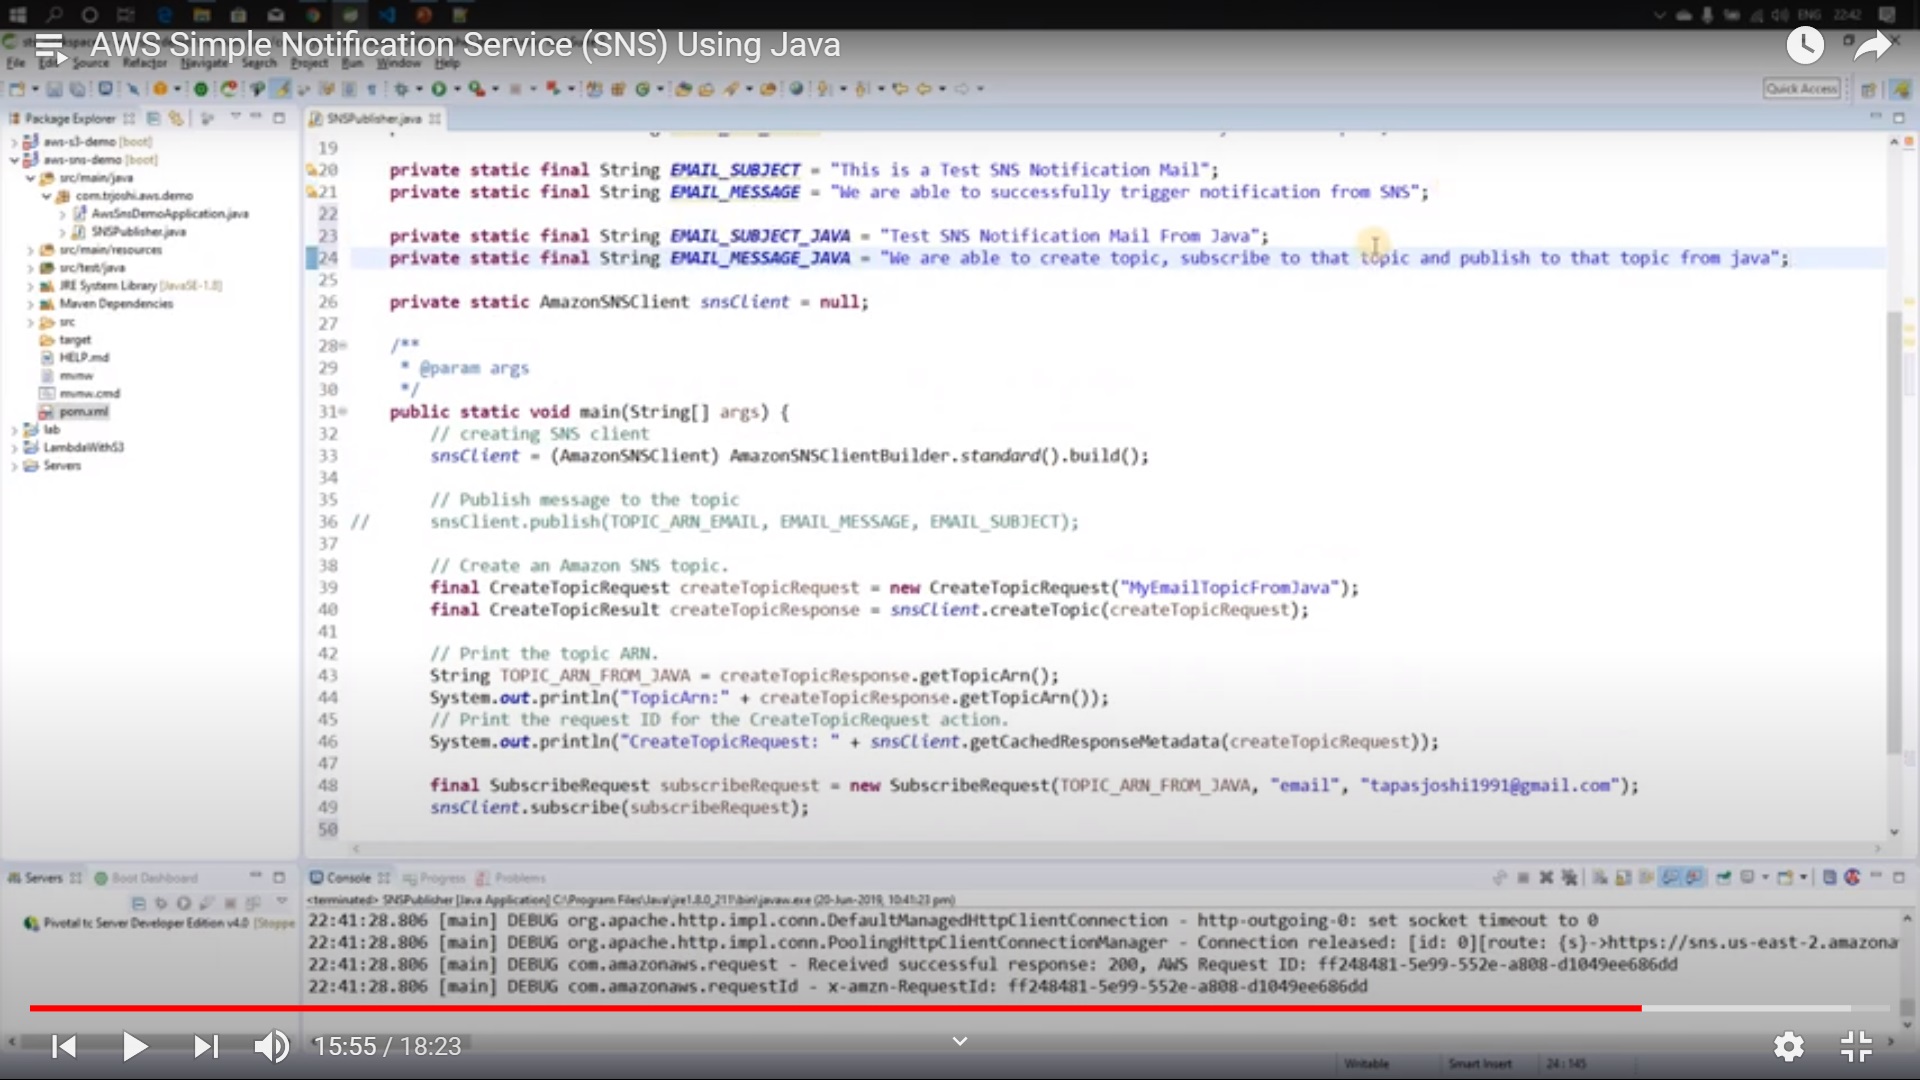 ENG 22:42
AWS Simple Notification Service (SNS) Using Java
File Edit Source Refactor Navigate Search Project Run Window Help
Quick Access
Package Explorer
SNSPublisher.java
aws-s3-demo [boot]
aws-sns-demo [boot]
src/main/java
com.trjoshi.aws.demo
AwsSnsDemoApplication.java
SNSPublisher.java
src/main/resources
src/test/java
JRE System Library [JavaSE-1.8]
Maven Dependencies
src
target
HELP.md
mvnw
mvnw.cmd
pom.xml
lab
LambdaWithS3
Servers
19
20 private static final String EMAIL_SUBJECT = "This is a Test SNS Notification Mail";
21 private static final String EMAIL_MESSAGE = "We are able to successfully trigger notification from SNS";
22
23 private static final String EMAIL_SUBJECT_JAVA = "Test SNS Notification Mail From Java";
24 private static final String EMAIL_MESSAGE_JAVA = "We are able to create topic, subscribe to that topic and publish to that topic from java";
25
26 private static AmazonSNSClient snsClient = null;
27
28 /**
29 * @param args
30 */
31 public static void main(String[] args) {
32 // creating SNS client
33 snsClient = (AmazonSNSClient) AmazonSNSClientBuilder.standard().build();
34
35 // Publish message to the topic
36 // snsClient.publish(TOPIC_ARN_EMAIL, EMAIL_MESSAGE, EMAIL_SUBJECT);
37
38 // Create an Amazon SNS topic.
39 final CreateTopicRequest createTopicRequest = new CreateTopicRequest("MyEmailTopicFromJava");
40 final CreateTopicResult createTopicResponse = snsClient.createTopic(createTopicRequest);
41
42 // Print the topic ARN.
43 String TOPIC_ARN_FROM_JAVA = createTopicResponse.getTopicArn();
44 System.out.println("TopicArn:" + createTopicResponse.getTopicArn());
45 // Print the request ID for the CreateTopicRequest action.
46 System.out.println("CreateTopicRequest: " + snsClient.getCachedResponseMetadata(createTopicRequest));
47
48 final SubscribeRequest subscribeRequest = new SubscribeRequest(TOPIC_ARN_FROM_JAVA, "email", "tapasjoshi1991@gmail.com");
49 snsClient.subscribe(subscribeRequest);
50
Servers Boot Dashboard
Pivotal tc Server Developer Edition v4.0 [Stoppe
Console Progress Problems
<terminated> SNSPublisher [Java Application] C:\Program Files\Java\jre1.8.0_211\bin\javaw.exe (20-Jun-2019, 10:41:23 pm)
22:41:28.806 [main] DEBUG org.apache.http.impl.conn.DefaultManagedHttpClientConnection - http-outgoing-0: set socket timeout to 0
22:41:28.806 [main] DEBUG org.apache.http.impl.conn.PoolingHttpClientConnectionManager - Connection released: [id: 0][route: {s}->https://sns.us-east-2.amazona
22:41:28.806 [main] DEBUG com.amazonaws.request - Received successful response: 200, AWS Request ID: ff248481-5e99-552e-a808-d1049ee686dd
22:41:28.806 [main] DEBUG com.amazonaws.requestId - x-amzn-RequestId: ff248481-5e99-552e-a808-d1049ee686dd
15:55 / 18:23
Writable Smart Insert 24:145